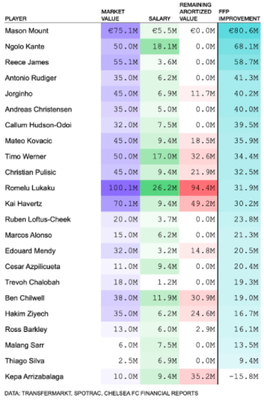 MARKET VALUE SALARY REMAINING AMORTIZED VALUE FFP IMPROVEMENT
PLAYER
Mason Mount €75.1M €5.5M €0.0M €80.6M
Ngolo Kante 50.0M 18.1M 0.0M 68.1M
Reece James 55.1M 3.6M 0.0M 58.7M
Antonio Rudiger 35.0M 6.2M 0.0M 41.3M
Jorginho 45.0M 6.9M 11.7M 40.2M
Andreas Christensen 35.0M 5.0M 0.0M 40.0M
Callum Hudson-Odoi 32.0M 7.5M 0.0M 39.5M
Mateo Kovacic 45.0M 9.4M 18.5M 35.9M
Timo Werner 50.0M 17.0M 32.6M 34.4M
Christian Pulisic 45.0M 9.4M 21.9M 32.5M
Romelu Lukaku 100.1M 26.2M 94.4M 31.9M
Kai Havertz 70.1M 9.4M 49.2M 30.2M
Ruben Loftus-Cheek 20.0M 3.7M 0.0M 23.8M
Marcos Alonso 15.0M 6.2M 0.0M 21.3M
Edouard Mendy 32.0M 3.2M 14.8M 20.5M
Cesar Azpilicueta 11.0M 9.4M 0.0M 20.4M
Trevoh Chalobah 18.0M 1.2M 0.0M 19.3M
Ben Chilwell 38.0M 11.9M 30.9M 19.0M
Hakim Ziyech 35.0M 6.2M 24.6M 16.7M
Ross Barkley 13.0M 6.0M 2.9M 16.1M
Malang Sarr 6.0M 7.5M 0.0M 13.5M
Thiago Silva 2.5M 6.9M 0.0M 9.4M
Kepa Arrizabalaga 10.0M 9.4M 35.2M -15.8M
DATA: TRANSFERMARKT, SPOTRAC, CHELSEA FC FINANCIAL REPORTS